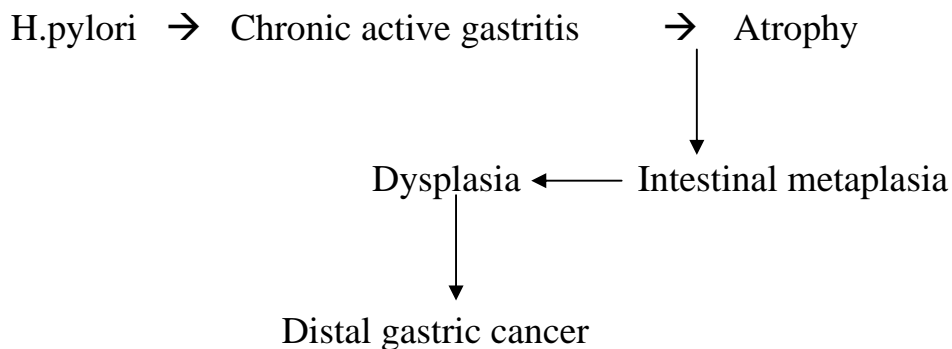 H.pylori → Chronic active gastritis → Atrophy
Dysplasia Intestinal metaplasia
Distal gastric cancer